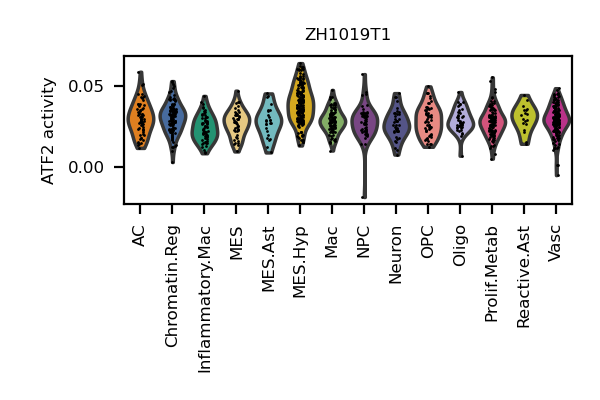 ZH1019T1
ATF2 activity
0.05
0.00
AC
Chromatin.Reg
Inflammatory.Mac
MES
MES.Ast
MES.Hyp
Mac
NPC
Neuron
OPC
Oligo
Prolif.Metab
Reactive.Ast
Vasc